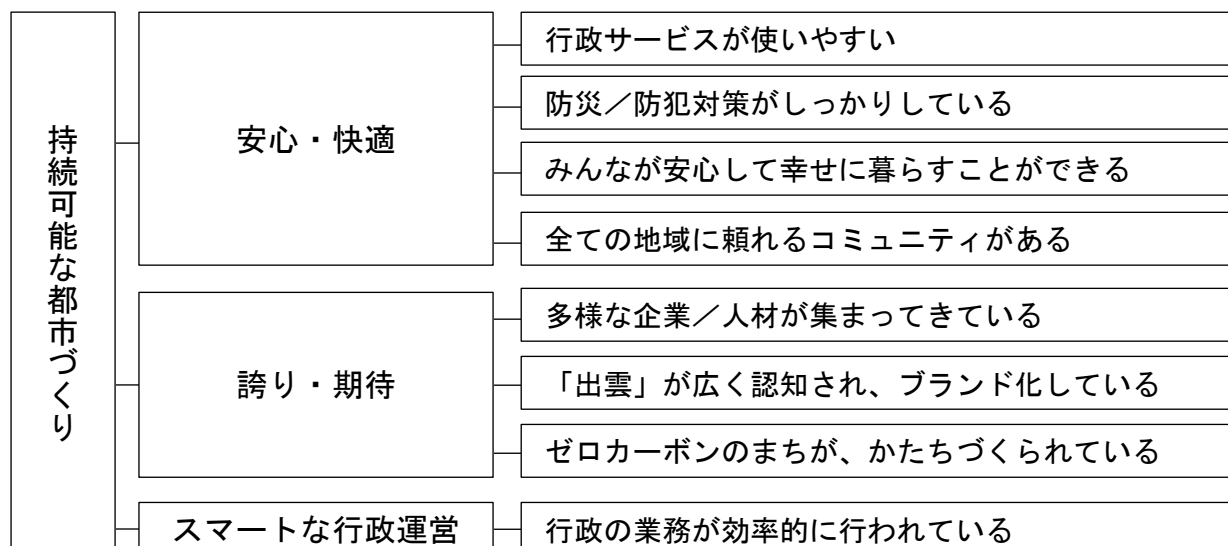 持続可能な都市づくり
安心・快適
行政サービスが使いやすい
防災／防犯対策がしっかりしている
みんなが安心して幸せに暮らすことができる
全ての地域に頼れるコミュニティがある
誇り・期待
多様な企業／人材が集まってきている
「出雲」が広く認知され、ブランド化している
ゼロカーボンのまちが、かたちづくられている
スマートな行政運営
行政の業務が効率的に行われている